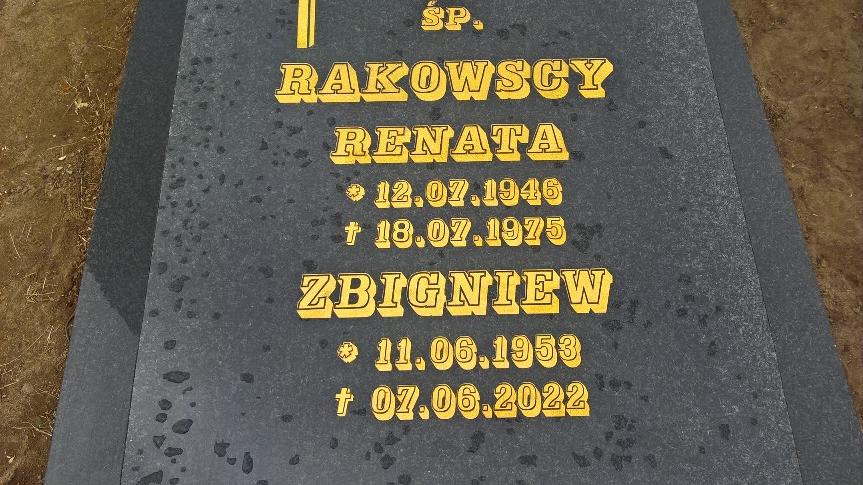 ŚP.
RAKOWSCY
RENATA
* 12.07.1946
† 18.07.1975
ZBIGNIEW
* 11.06.1953
† 07.06.2022